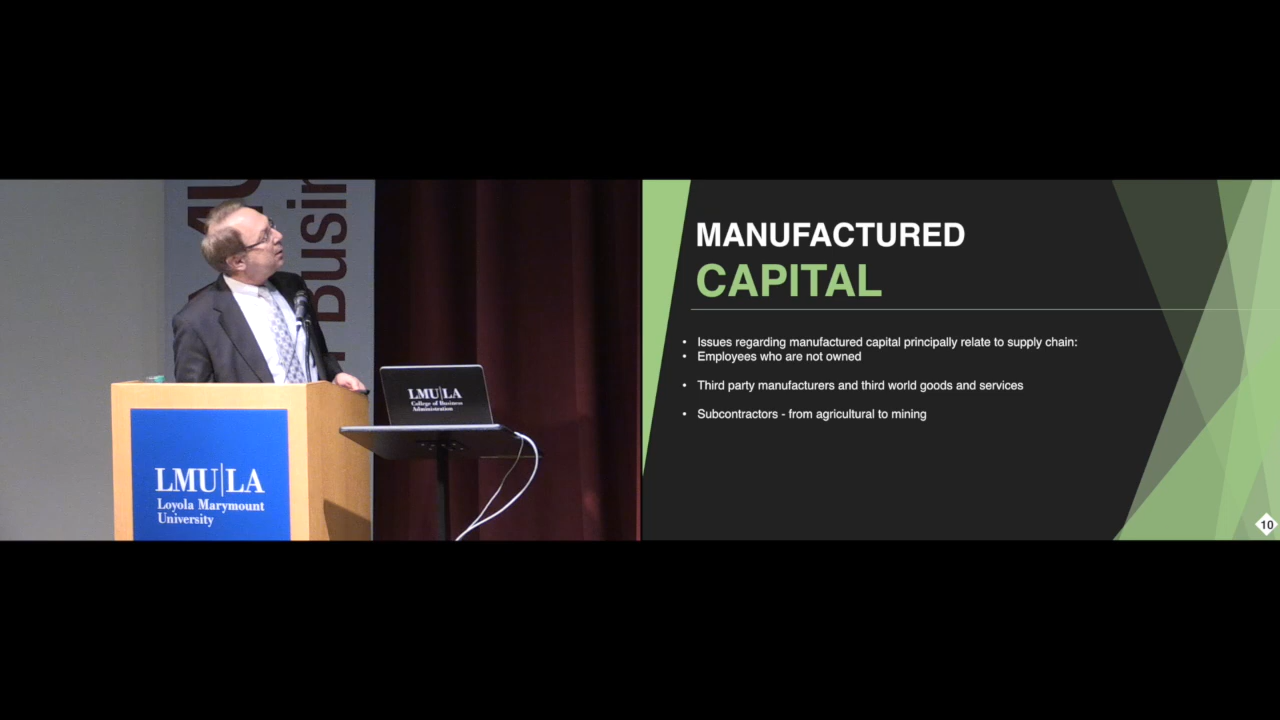 MU
Busin
LMU|LA
College of Business
Administration
LMU|LA
Loyola Marymount
University
MANUFACTURED
CAPITAL
• Issues regarding manufactured capital principally relate to supply chain:
• Employees who are not owned
• Third party manufacturers and third world goods and services
• Subcontractors - from agricultural to mining
10